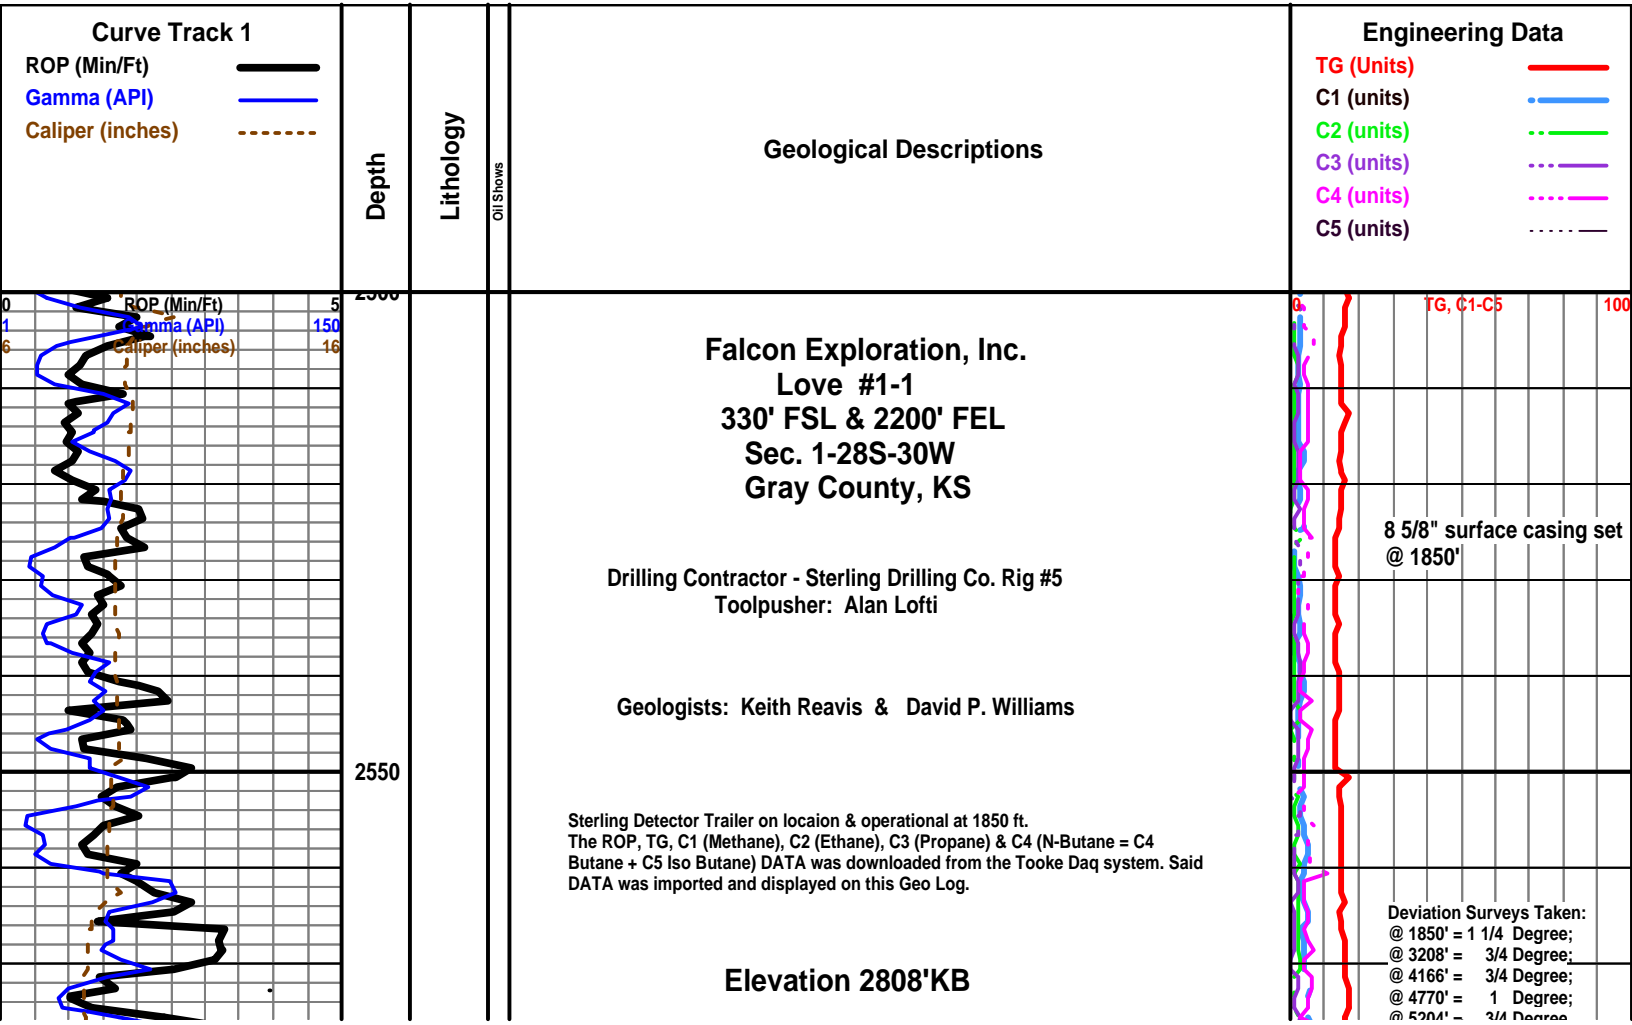 Curve Track 1
ROP (Min/Ft)
Gamma (API)
Caliper (inches)
Depth
Lithology
Oil Shows
Geological Descriptions
Engineering Data
TG (Units)
C1 (units)
C2 (units)
C3 (units)
C4 (units)
C5 (units)
0 ROP (Min/Ft) 5
1 Gamma (API) 150
6 Caliper (inches) 16
2500
2550
0 TG, C1-C5 100
Falcon Exploration, Inc.
Love #1-1
330' FSL & 2200' FEL
Sec. 1-28S-30W
Gray County, KS
Drilling Contractor - Sterling Drilling Co. Rig #5
Toolpusher: Alan Lofti
Geologists: Keith Reavis & David P. Williams
Sterling Detector Trailer on locaion & operational at 1850 ft.
The ROP, TG, C1 (Methane), C2 (Ethane), C3 (Propane) & C4 (N-Butane = C4
Butane + C5 Iso Butane) DATA was downloaded from the Tooke Daq system. Said
DATA was imported and displayed on this Geo Log.
Elevation 2808'KB
8 5/8" surface casing set
@ 1850'
Deviation Surveys Taken:
@ 1850' = 1 1/4 Degree;
@ 3208' = 3/4 Degree;
@ 4166' = 3/4 Degree;
@ 4770' = 1 Degree;
@ 5204' = 3/4 Degree